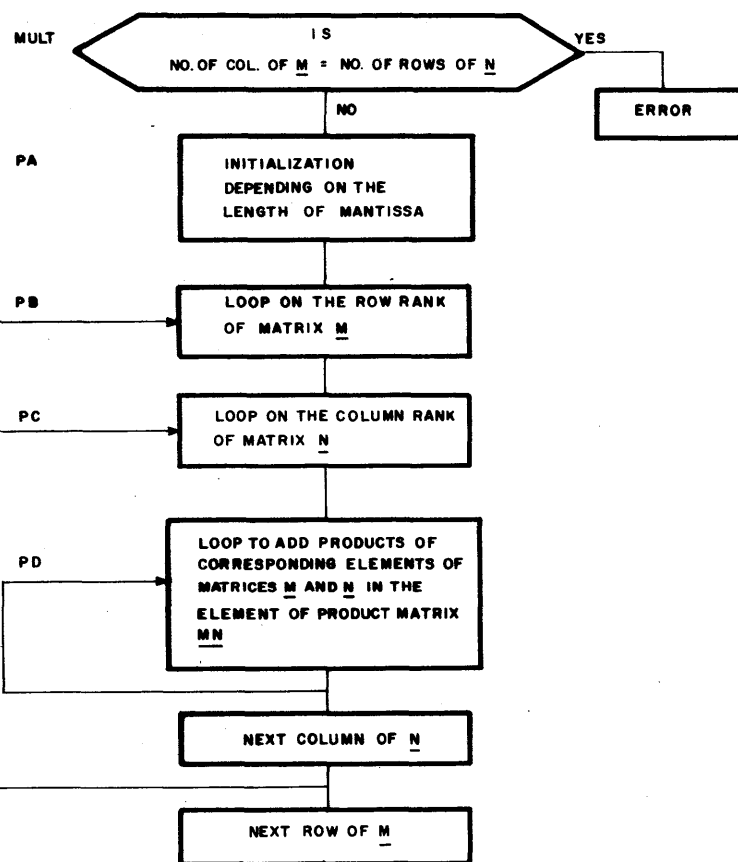 MULT
IS
NO. OF COL. OF M = NO. OF ROWS OF N
YES
ERROR
NO
PA
INITIALIZATION
DEPENDING ON THE
LENGTH OF MANTISSA
PB
LOOP ON THE ROW RANK
OF MATRIX M
PC
LOOP ON THE COLUMN RANK
OF MATRIX N
PD
LOOP TO ADD PRODUCTS OF
CORRESPONDING ELEMENTS OF
MATRICES M AND N IN THE
ELEMENT OF PRODUCT MATRIX
MN
NEXT COLUMN OF N
NEXT ROW OF M